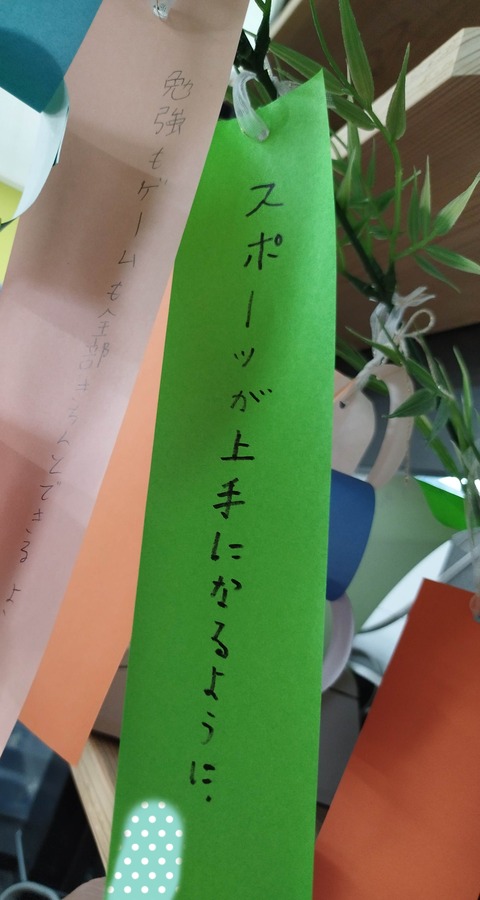 スポーツが上手になるように.
勉強もゲームも全部きちんとできるよ